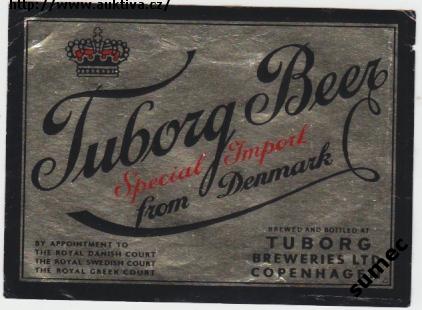 http://www.auktiva.cz/
Tuborg Beer
Special Import
from Denmark
BY APPOINTMENT TO
THE ROYAL DANISH COURT
THE ROYAL SWEDISH COURT
THE ROYAL GREEK COURT
BREWED AND BOTTLED AT
TUBORG
BREWERIES LTD
COPENHAGEN
sumec